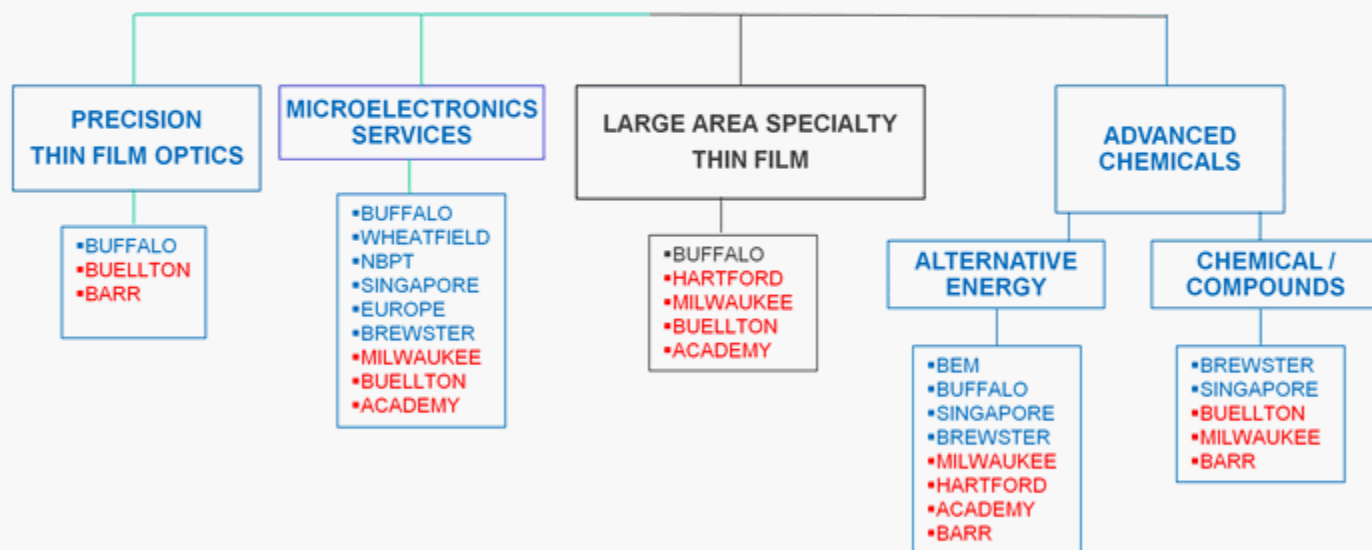 PRECISION
THIN FILM OPTICS
▪BUFFALO
▪BUELLTON
▪BARR
MICROELECTRONICS
SERVICES
▪BUFFALO
▪WHEATFIELD
▪NBPT
▪SINGAPORE
▪EUROPE
▪BREWSTER
▪MILWAUKEE
▪BUELLTON
▪ACADEMY
LARGE AREA SPECIALTY
THIN FILM
▪BUFFALO
▪HARTFORD
▪MILWAUKEE
▪BUELLTON
▪ACADEMY
ADVANCED
CHEMICALS
ALTERNATIVE
ENERGY
▪BEM
▪BUFFALO
▪SINGAPORE
▪BREWSTER
▪MILWAUKEE
▪HARTFORD
▪ACADEMY
▪BARR
CHEMICAL /
COMPOUNDS
▪BREWSTER
▪SINGAPORE
▪BUELLTON
▪MILWAUKEE
▪BARR